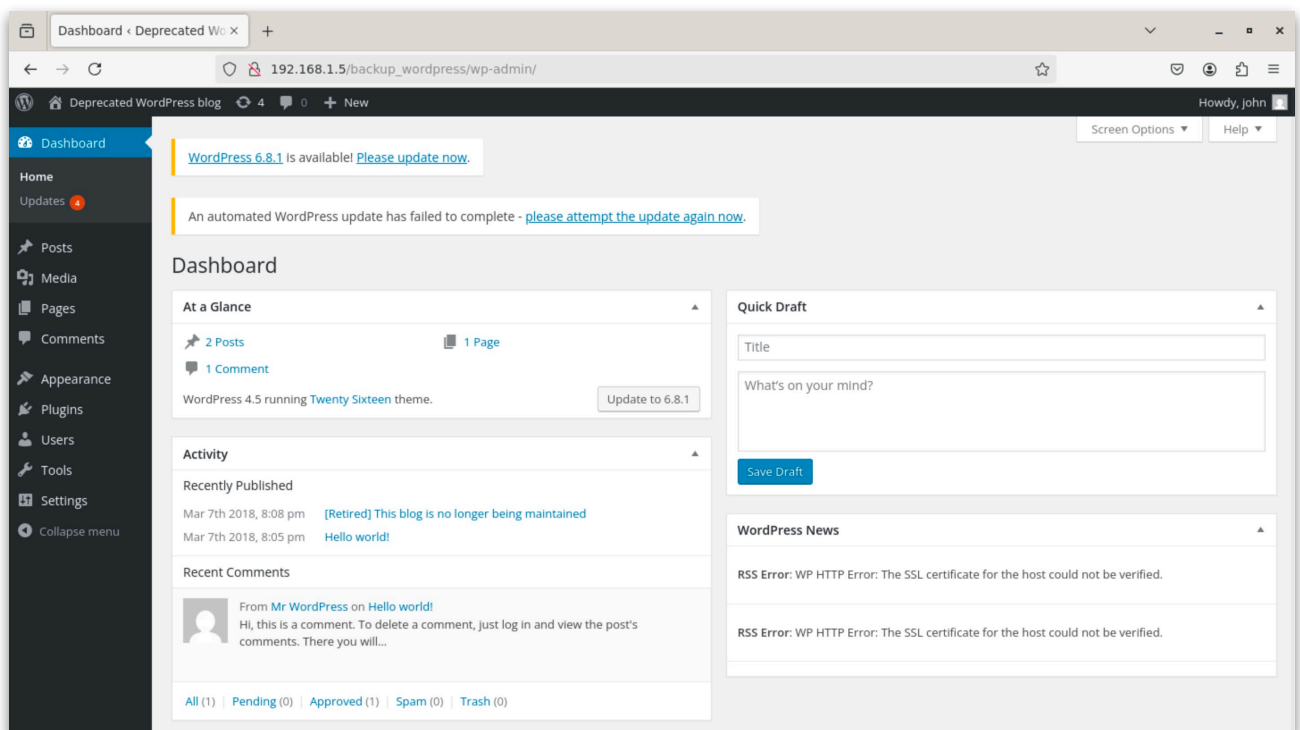 Dashboard ‹ Deprecated Wo
192.168.1.5/backup_wordpress/wp-admin/
Deprecated WordPress blog 4 0 New Howdy, john
Screen Options Help
Dashboard
Home
Updates 4
Posts
Media
Pages
Comments
Appearance
Plugins
Users
Tools
Settings
Collapse menu
WordPress 6.8.1 is available! Please update now.
An automated WordPress update has failed to complete - please attempt the update again now.
Dashboard
At a Glance
2 Posts 1 Page
1 Comment
WordPress 4.5 running Twenty Sixteen theme. Update to 6.8.1
Activity
Recently Published
Mar 7th 2018, 8:08 pm [Retired] This blog is no longer being maintained
Mar 7th 2018, 8:05 pm Hello world!
Recent Comments
From Mr WordPress on Hello world!
Hi, this is a comment. To delete a comment, just log in and view the post's
comments. There you will...
All (1) | Pending (0) | Approved (1) | Spam (0) | Trash (0)
Quick Draft
Title
What's on your mind?
Save Draft
WordPress News
RSS Error: WP HTTP Error: The SSL certificate for the host could not be verified.
RSS Error: WP HTTP Error: The SSL certificate for the host could not be verified.